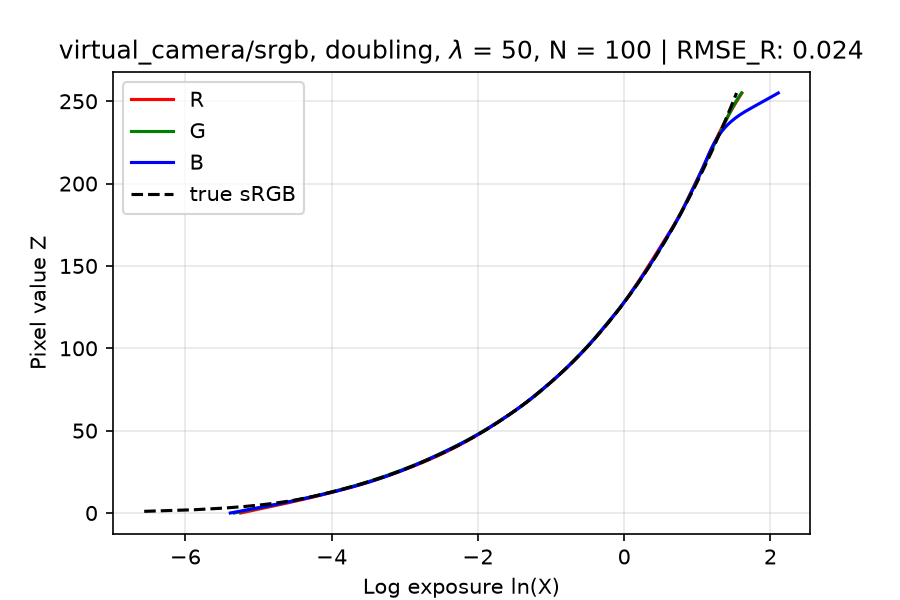 virtual_camera/srgb, doubling, λ = 50, N = 100 | RMSE_R: 0.024
R
G
B
true sRGB
Pixel value Z
250
200
150
100
50
0
−6
−4
−2
0
2
Log exposure ln(X)